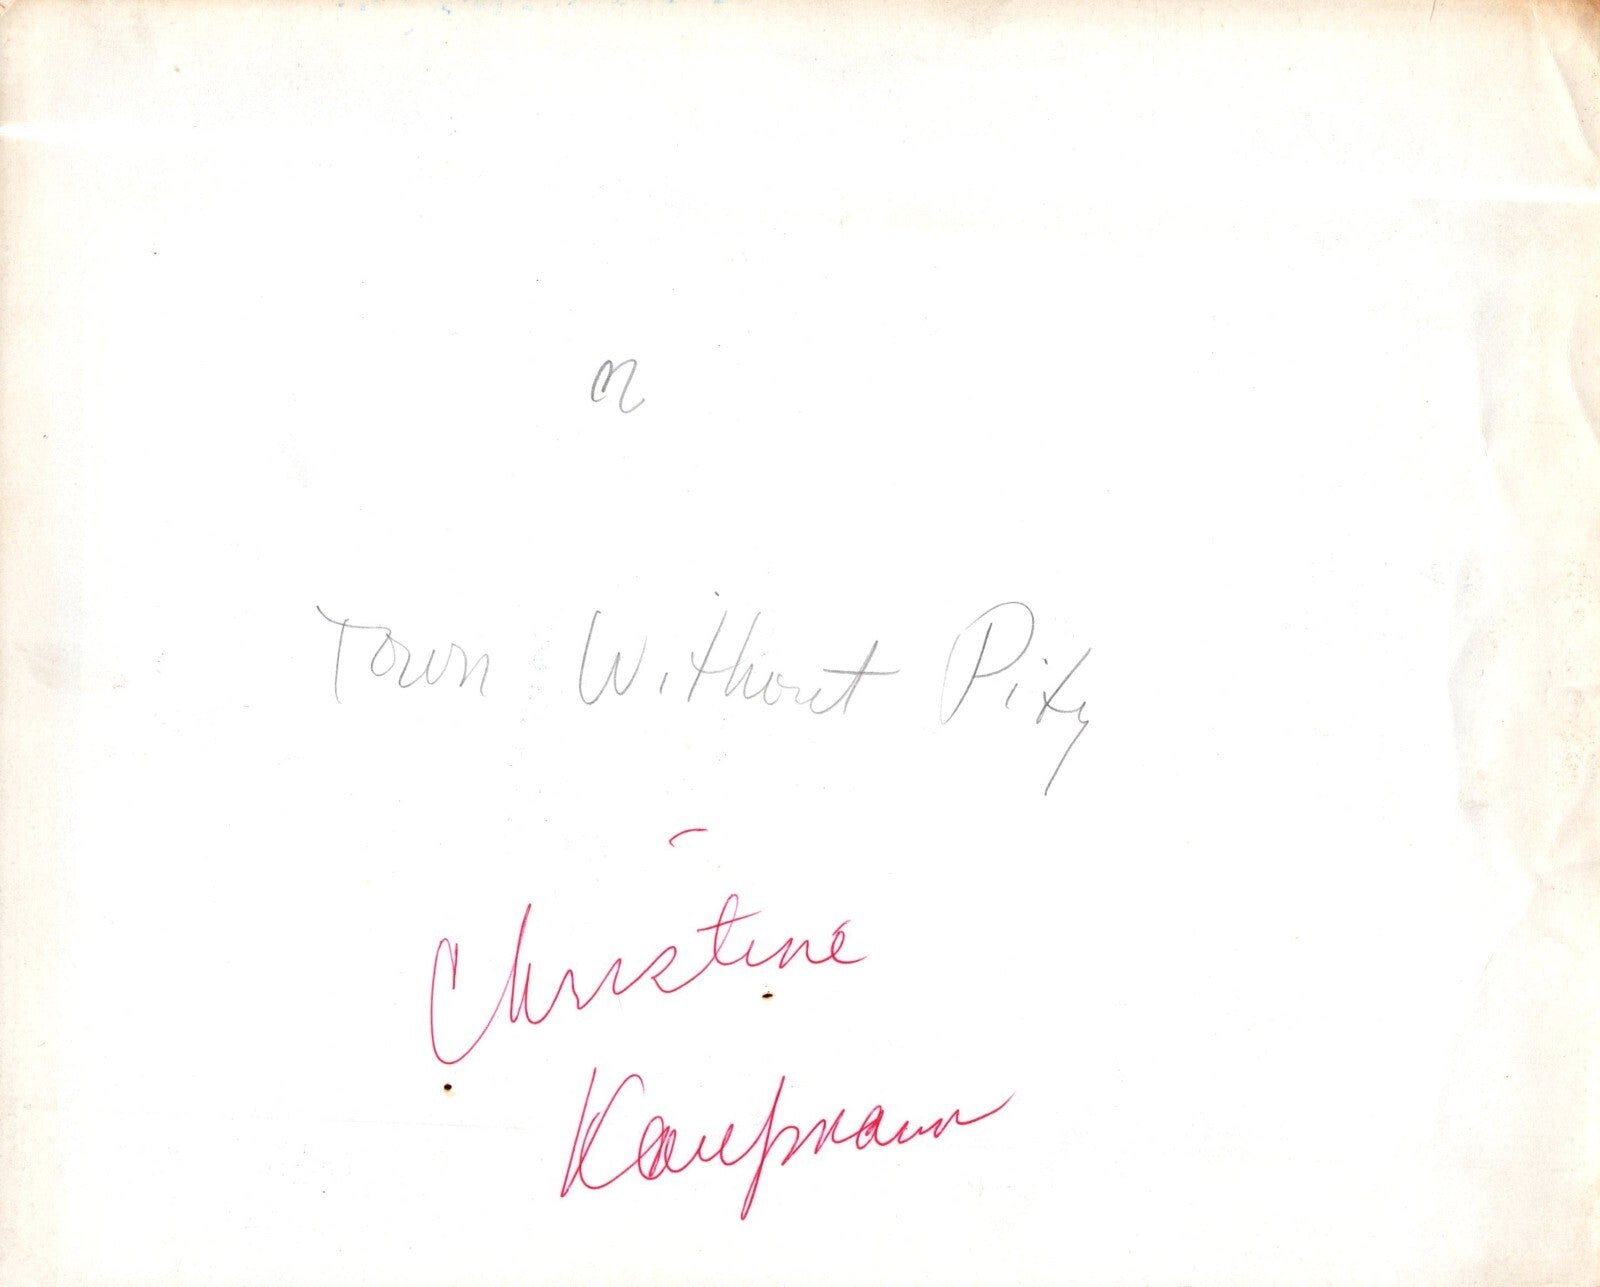 Town Without Pity
Christine
Kaufmann